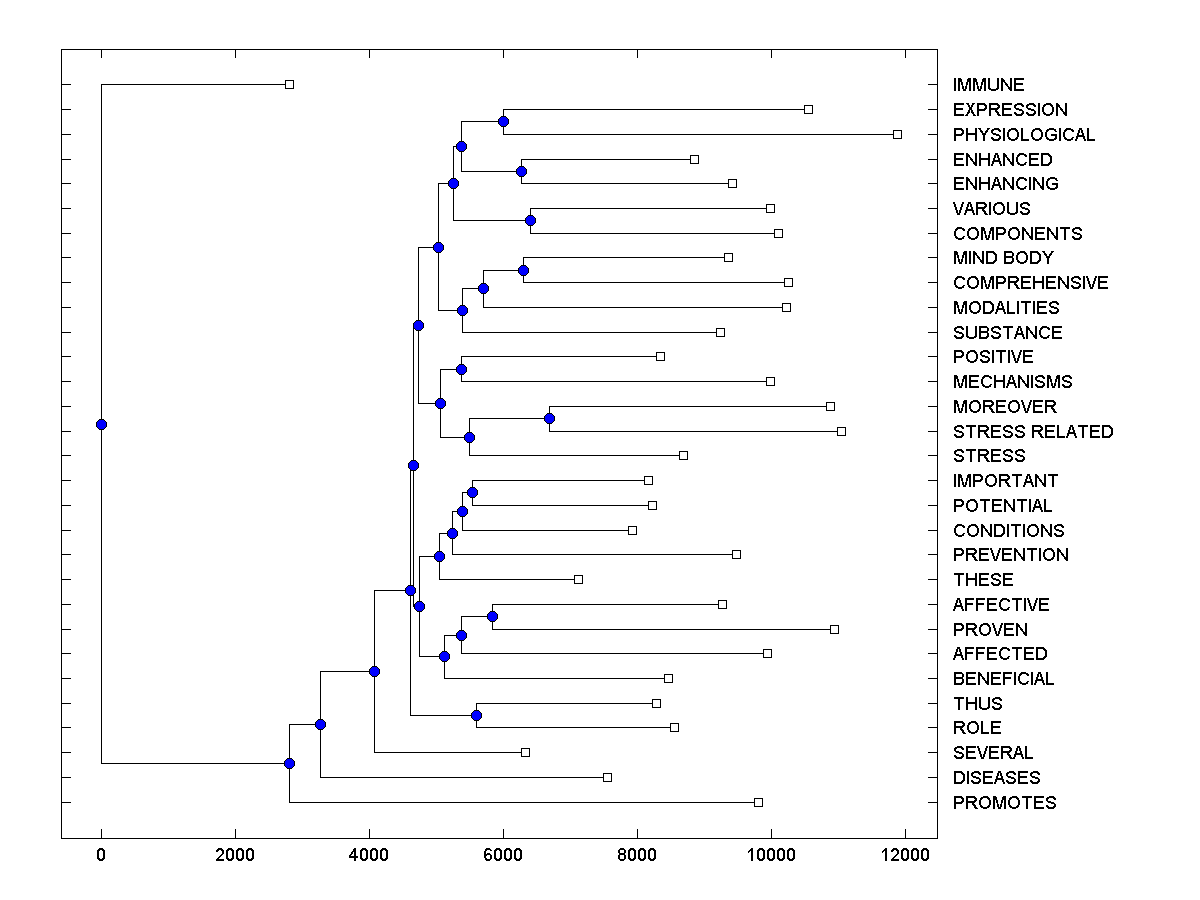 IMMUNE
EXPRESSION
PHYSIOLOGICAL
ENHANCED
ENHANCING
VARIOUS
COMPONENTS
MIND BODY
COMPREHENSIVE
MODALITIES
SUBSTANCE
POSITIVE
MECHANISMS
MOREOVER
STRESS RELATED
STRESS
IMPORTANT
POTENTIAL
CONDITIONS
PREVENTION
THESE
AFFECTIVE
PROVEN
AFFECTED
BENEFICIAL
THUS
ROLE
SEVERAL
DISEASES
PROMOTES
0 2000 4000 6000 8000 10000 12000